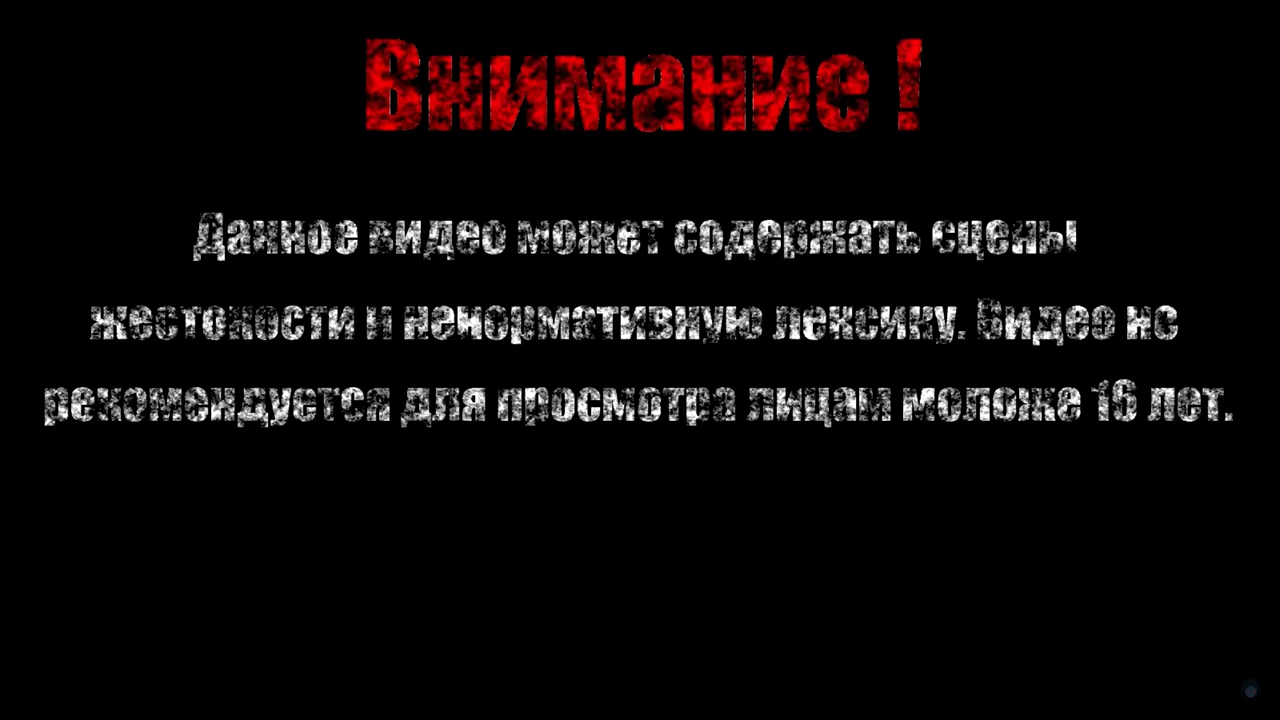 Внимание !
Данное видео может содержать сцены
жестокости и ненормативную лексику. Видео не
рекомендуется для просмотра лицам моложе 16 лет.